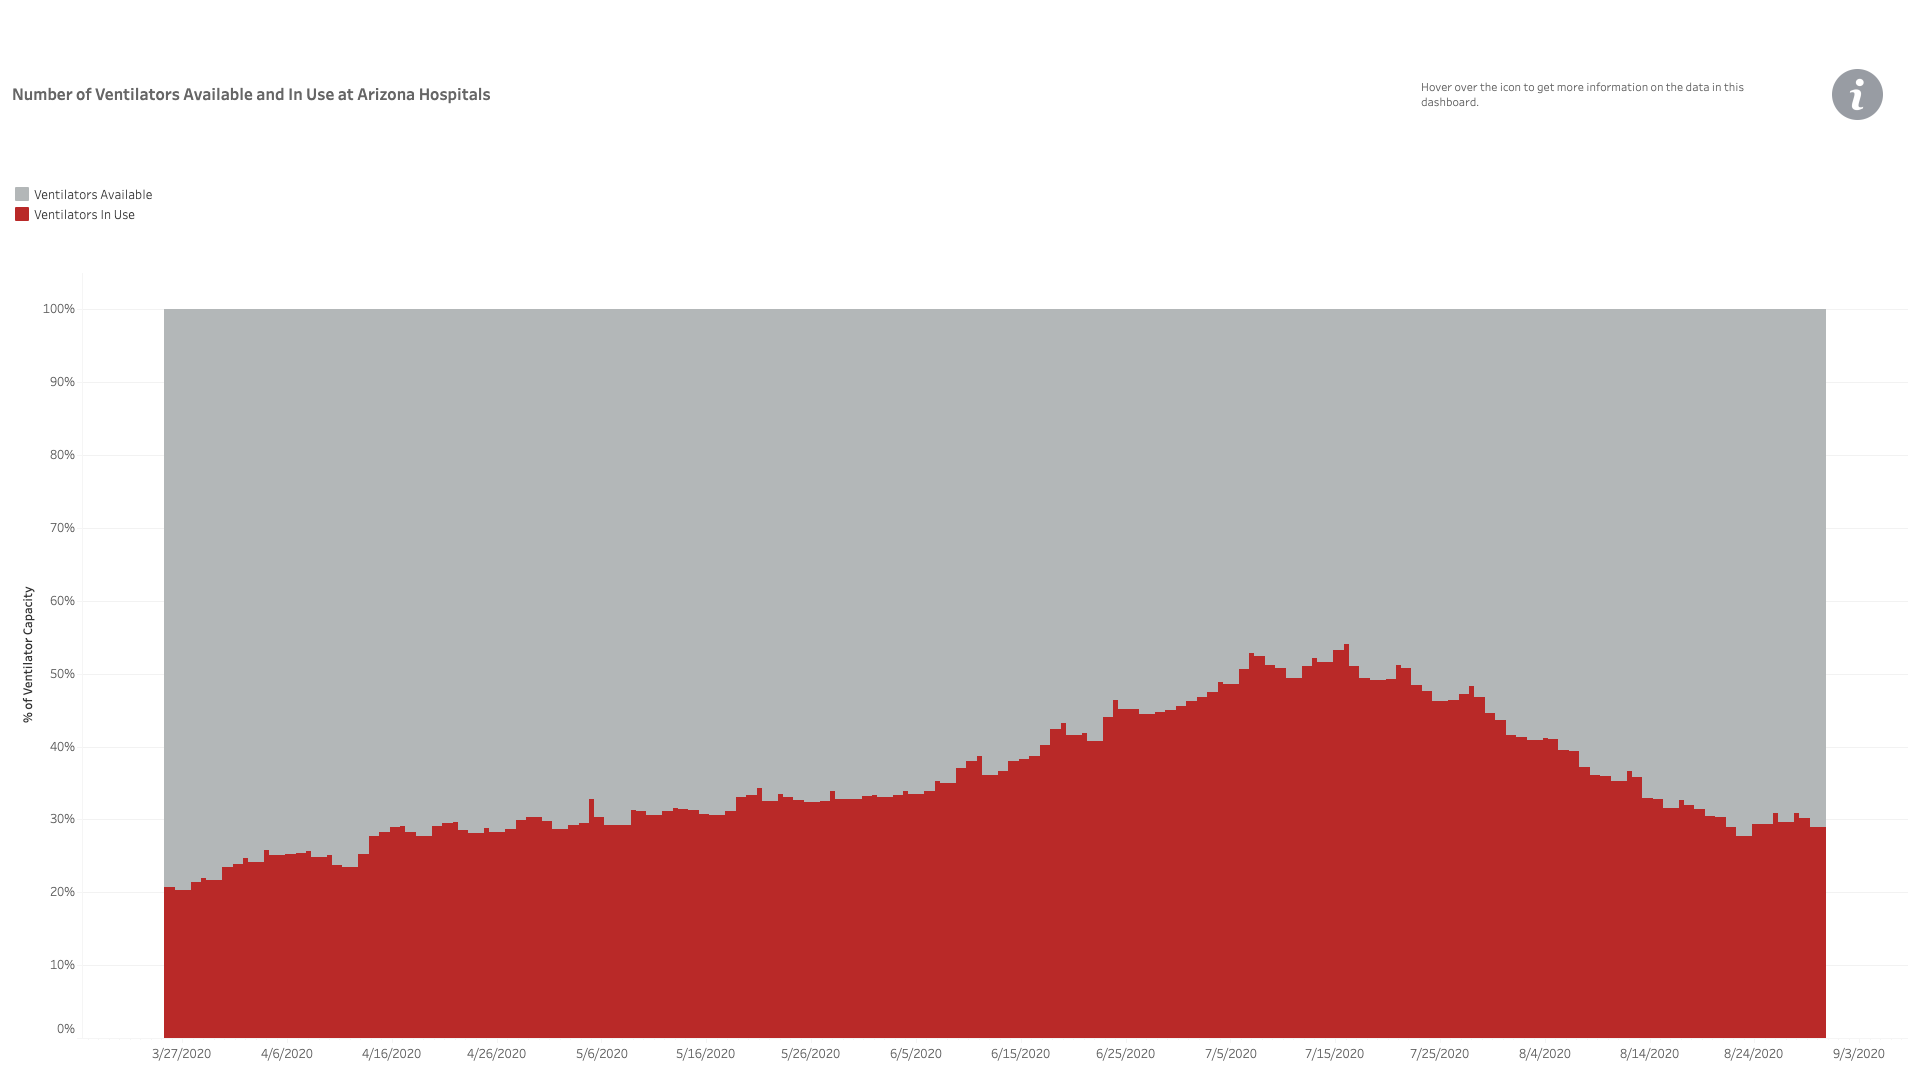 Number of Ventilators Available and In Use at Arizona Hospitals
Hover over the icon to get more information on the data in this
dashboard.
i
Ventilators Available
Ventilators In Use
% of Ventilator Capacity
100%
90%
80%
70%
60%
50%
40%
30%
20%
10%
0%
3/27/2020 4/6/2020 4/16/2020 4/26/2020 5/6/2020 5/16/2020 5/26/2020 6/5/2020 6/15/2020 6/25/2020 7/5/2020 7/15/2020 7/25/2020 8/4/2020 8/14/2020 8/24/2020 9/3/2020